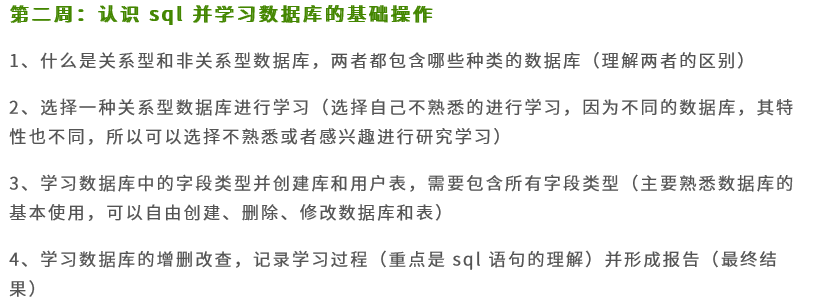 第二周：认识 sql 并学习数据库的基础操作
1、什么是关系型和非关系型数据库，两者都包含哪些种类的数据库（理解两者的区别）
2、选择一种关系型数据库进行学习（选择自己不熟悉的进行学习，因为不同的数据库，其特
性也不同，所以可以选择不熟悉或者感兴趣进行研究学习）
3、学习数据库中的字段类型并创建库和用户表，需要包含所有字段类型（主要熟悉数据库的
基本使用，可以自由创建、删除、修改数据库和表）
4、学习数据库的增删改查，记录学习过程（重点是 sql 语句的理解）并形成报告（最终结
果）